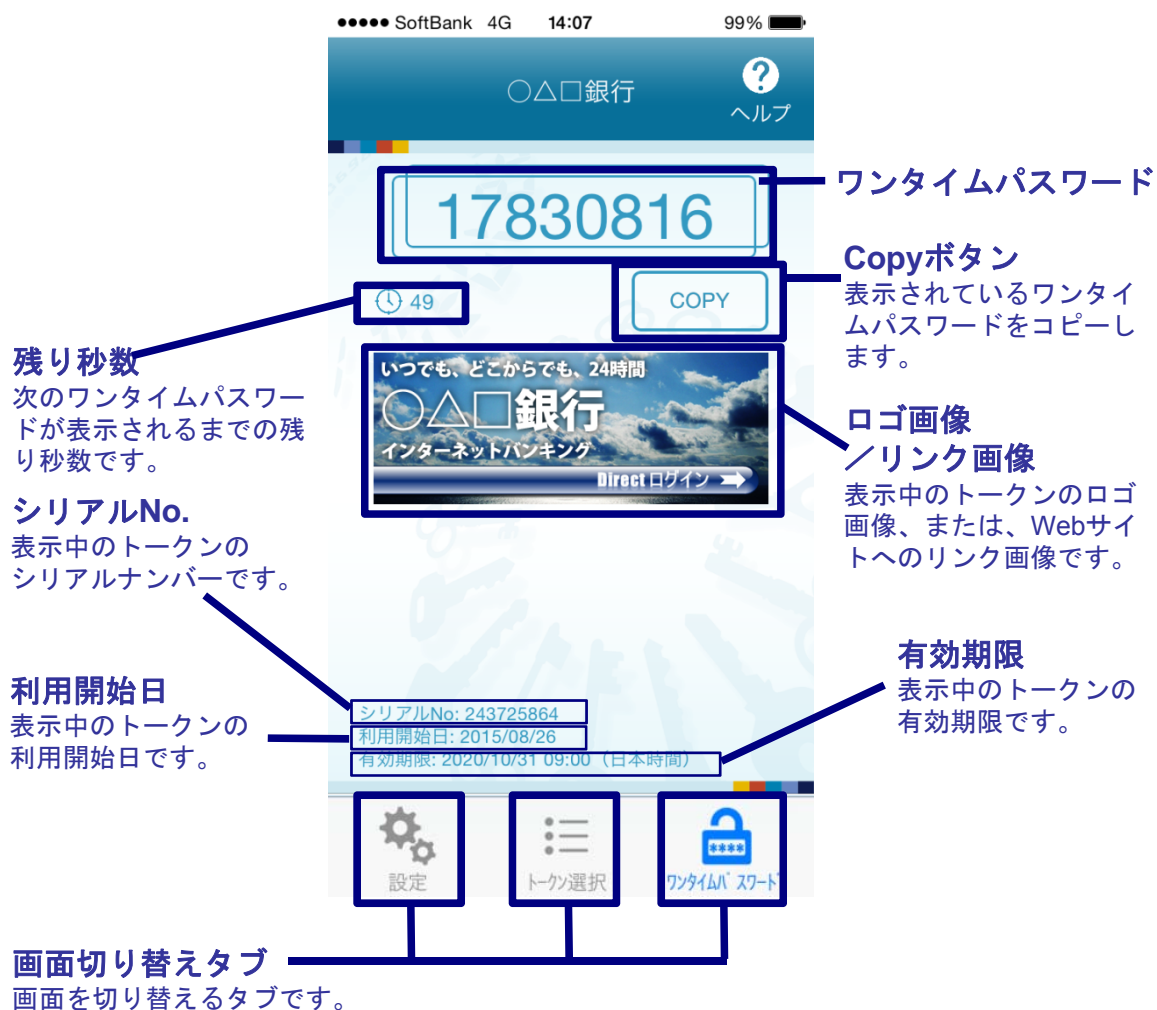 ●●●●● SoftBank 4G 14:07 99%
○△□銀行
?
ヘルプ
17830816
ワンタイムパスワード
49
COPY
Copyボタン
表示されているワンタイ
ムパスワードをコピーし
ます。
残り秒数
次のワンタイムパスワー
ドが表示されるまでの残
り秒数です。
いつでも、どこからでも、24時間
○△□銀行
インターネットバンキング
Direct ログイン
ロゴ画像
／リンク画像
表示中のトークンのロゴ
画像、または、Webサイ
トへのリンク画像です。
シリアルNo.
表示中のトークンの
シリアルナンバーです。
利用開始日
表示中のトークンの
利用開始日です。
シリアルNo: 243725864
利用開始日: 2015/08/26
有効期限: 2020/10/31 09:00（日本時間）
有効期限
表示中のトークンの
有効期限です。
設定
トークン選択
****
ワンタイムパスワード
画面切り替えタブ
画面を切り替えるタブです。